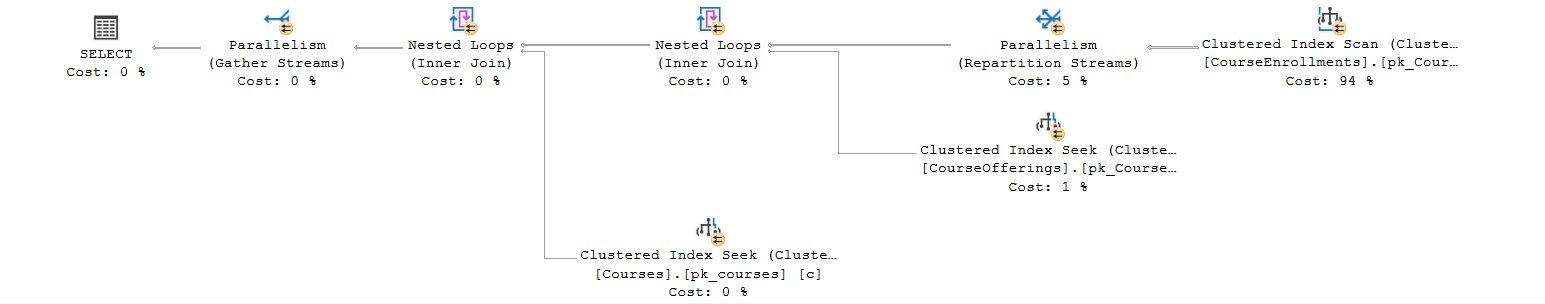 SELECT
Cost: 0 %
Parallelism
(Gather Streams)
Cost: 0 %
Nested Loops
(Inner Join)
Cost: 0 %
Nested Loops
(Inner Join)
Cost: 0 %
Parallelism
(Repartition Streams)
Cost: 5 %
Clustered Index Scan (Cluste…
[CourseEnrollments].[pk_Cour…
Cost: 94 %
Clustered Index Seek (Cluste…
[CourseOfferings].[pk_Course…
Cost: 1 %
Clustered Index Seek (Cluste…
[Courses].[pk_courses] [c]
Cost: 0 %